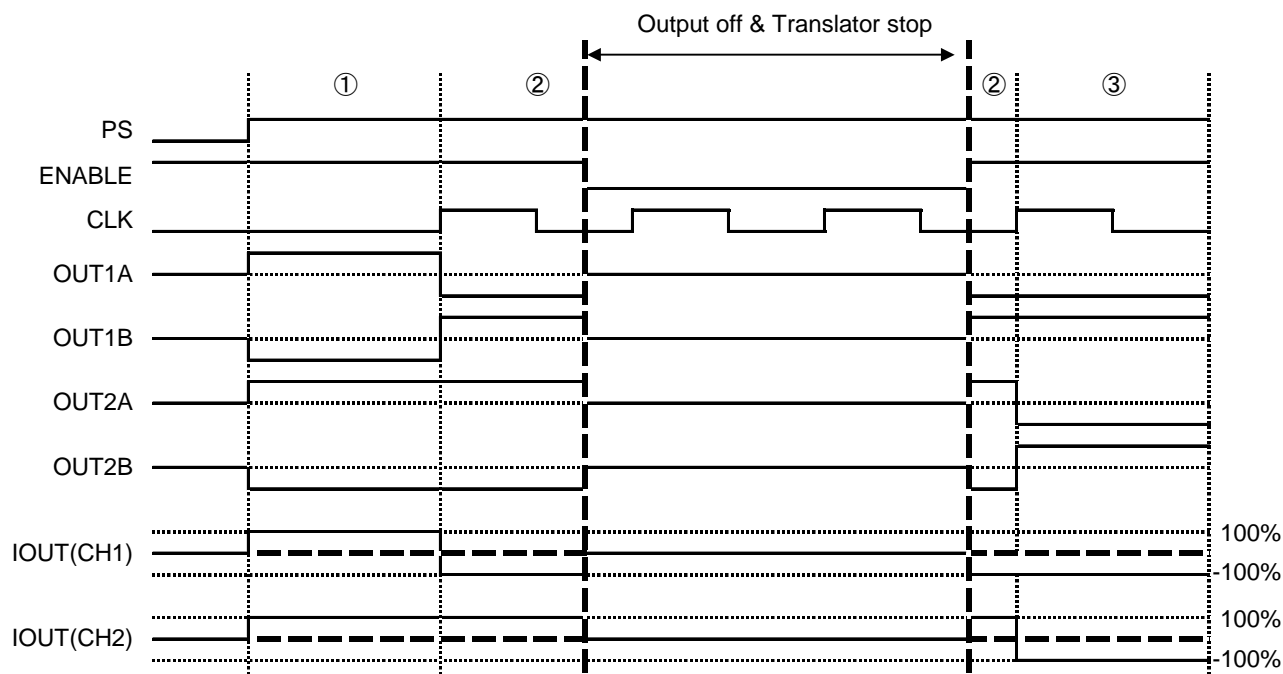 Output off & Translator stop
① ② ② ③
PS
ENABLE
CLK
OUT1A
OUT1B
OUT2A
OUT2B
100%
IOUT(CH1)
-100%
100%
IOUT(CH2)
-100%